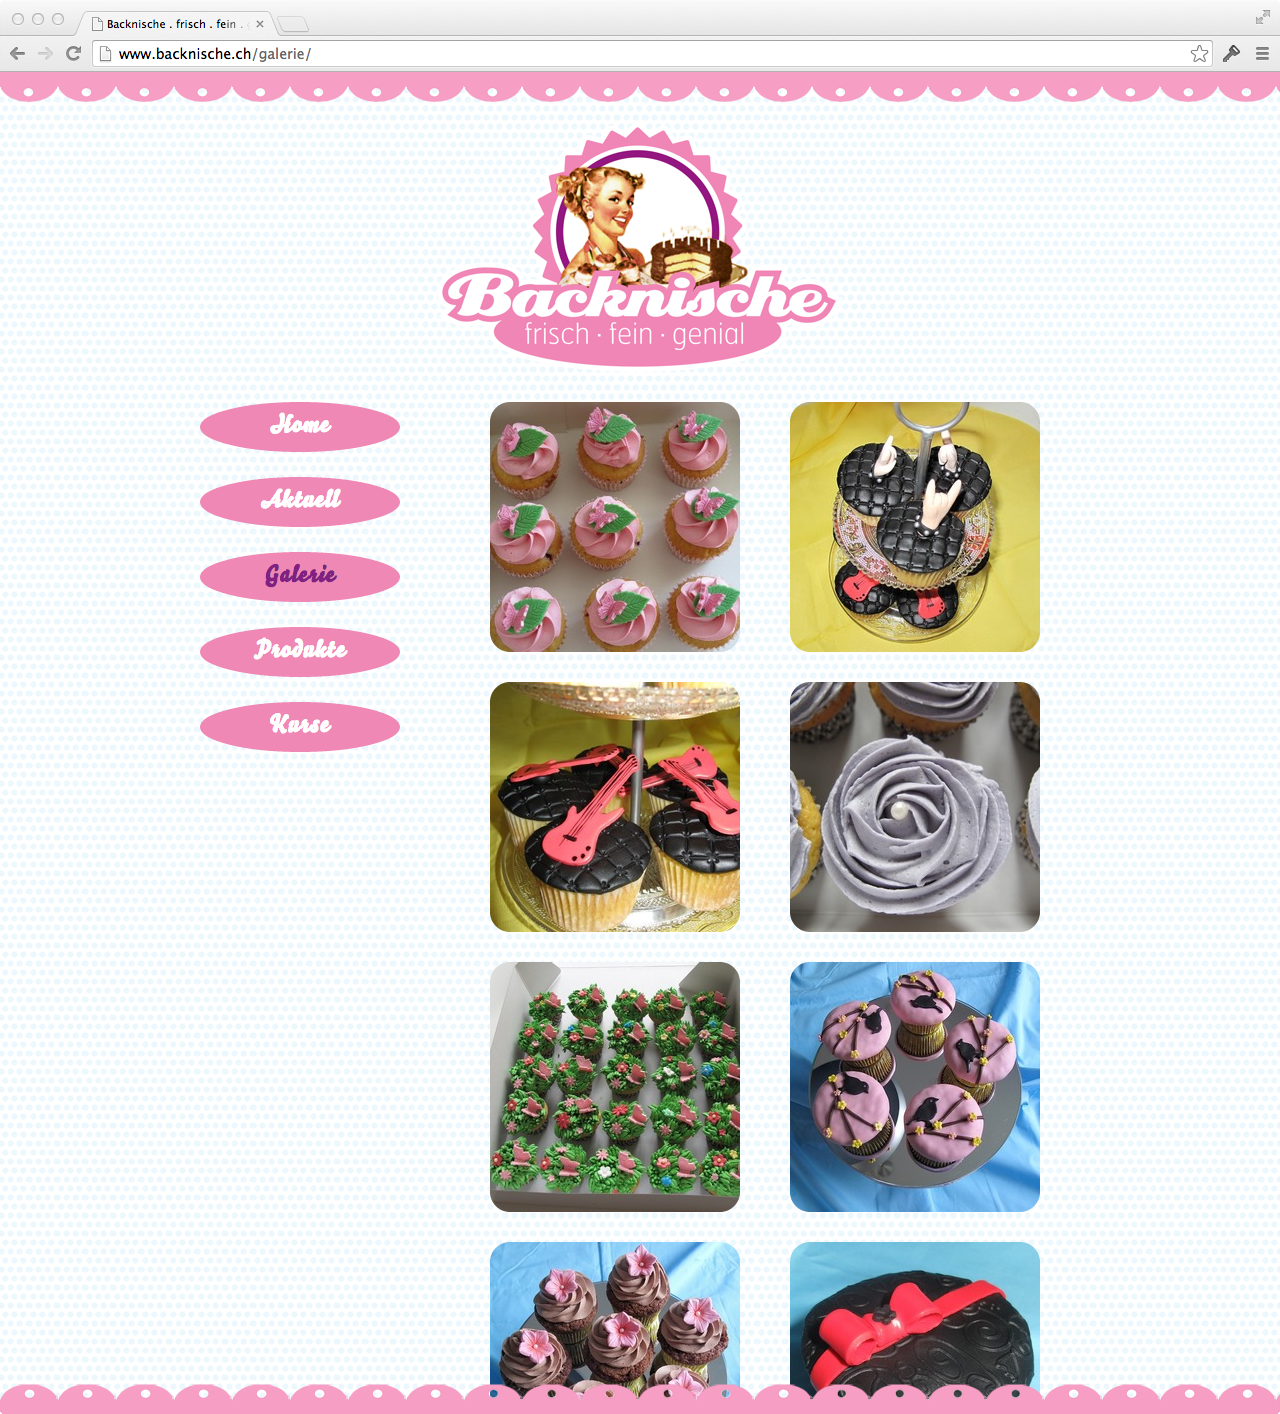 Backnische . frisch . fein .
www.backnische.ch/galerie/
Backnische
frisch · fein · genial
Home
Aktuell
Galerie
Produkte
Kurse